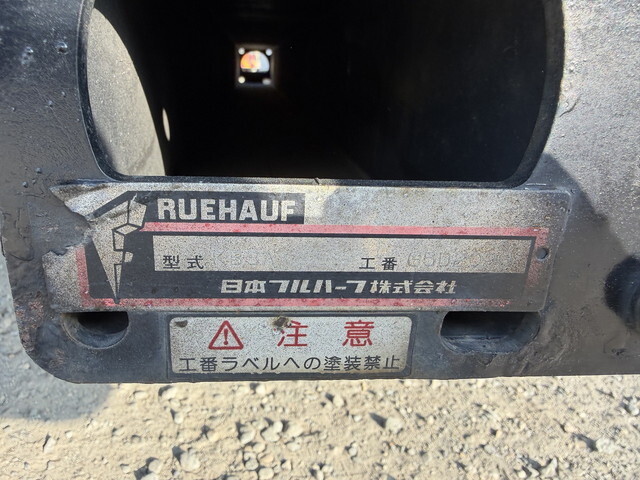 RUEHAUF
型式 工番
日本フルハーフ株式会社
注意
工番ラベルへの塗装禁止